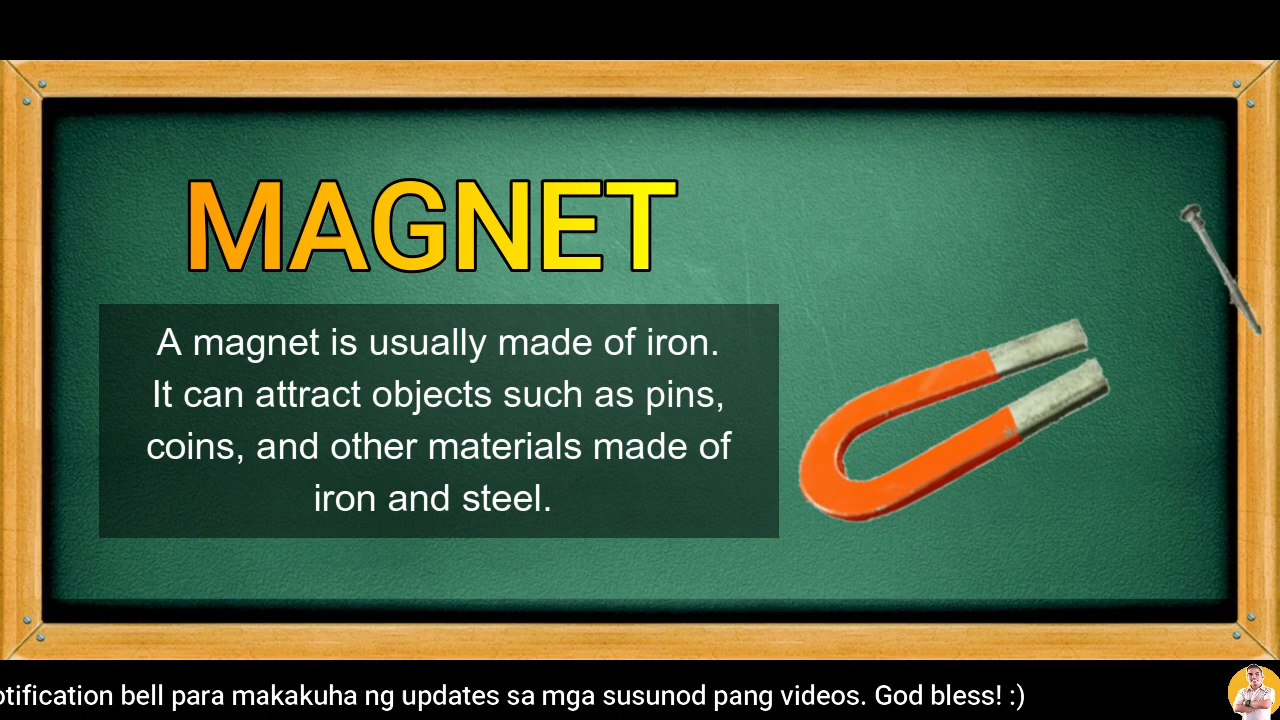 MAGNET
A magnet is usually made of iron.
It can attract objects such as pins,
coins, and other materials made of
iron and steel.
bell para makakuha ng updates sa mga susunod pang videos. God bless! :)